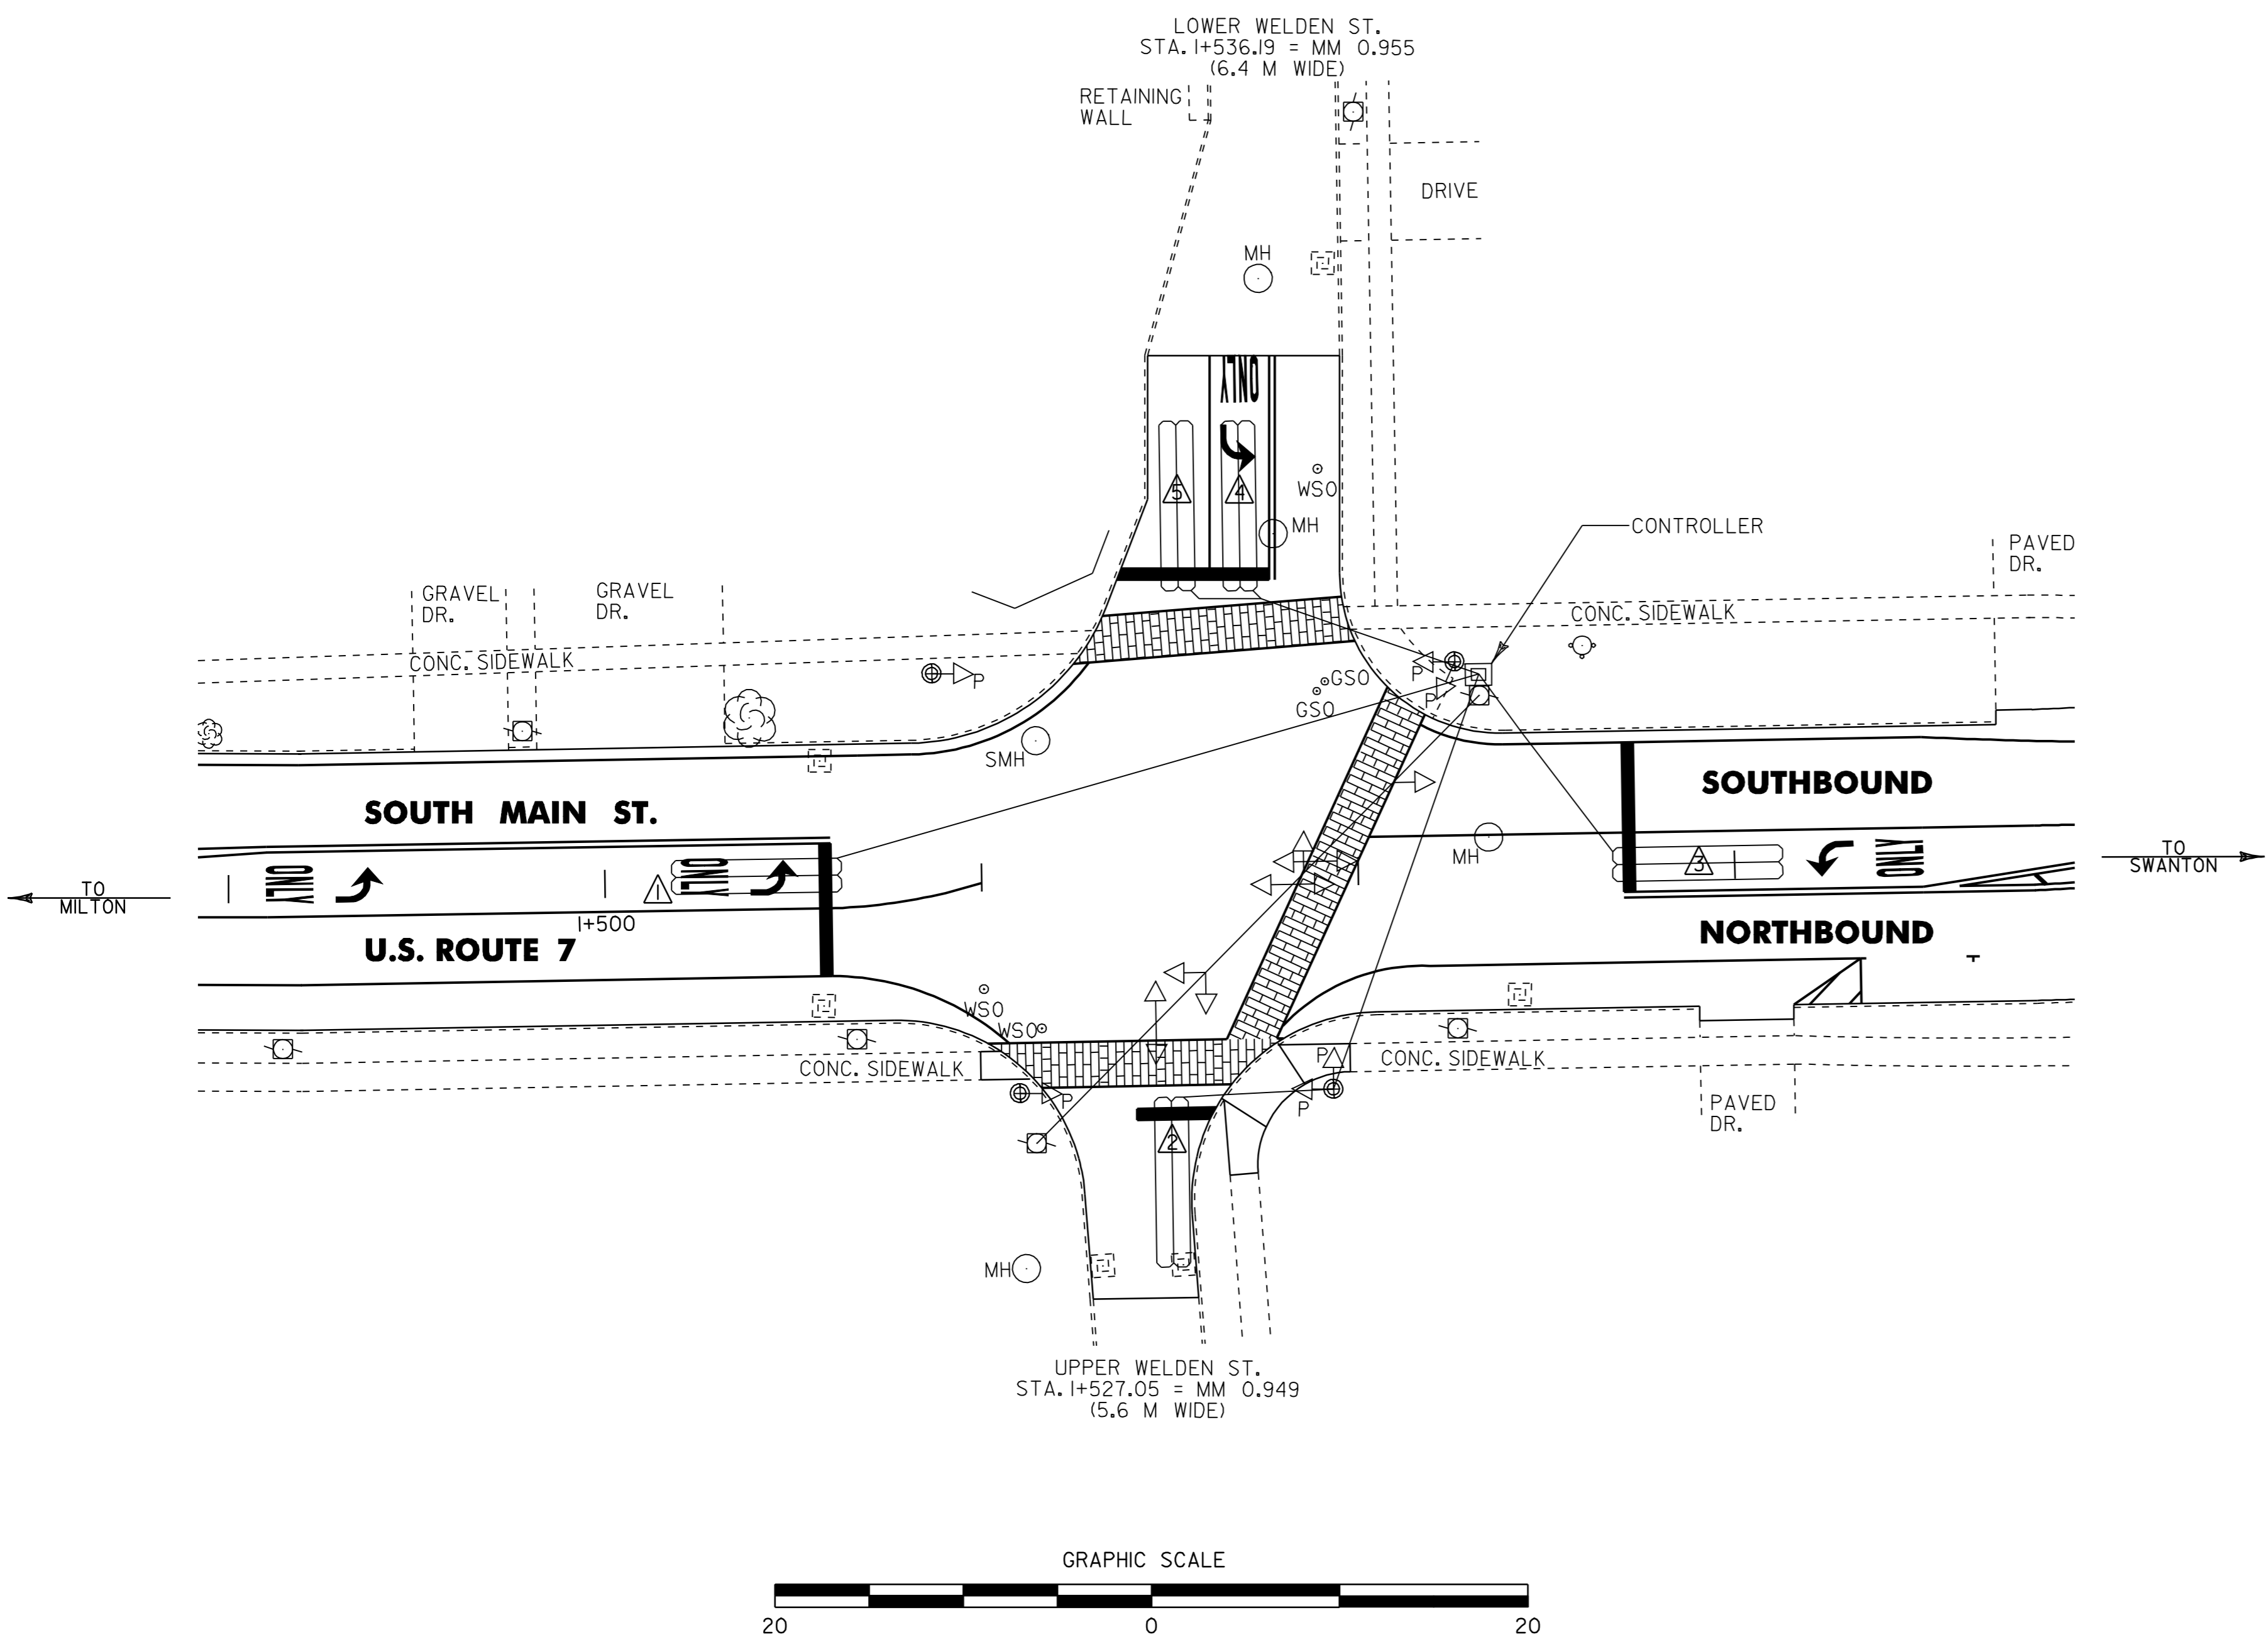 LOWER WELDEN ST.
STA. 1+536.19 = MM 0.955
(6.4 M WIDE)
RETAINING
WALL
DRIVE
MH
ONLY
5
4
WSO
MH
CONTROLLER
PAVED
DR.
GRAVEL
DR.
GRAVEL
DR.
CONC. SIDEWALK
CONC. SIDEWALK
P
P
P
GSO
GSO
SMH
SOUTH MAIN ST.
SOUTHBOUND
MH
ONLY
1
ONLY
3
ONLY
TO
MILTON
TO
SWANTON
1+500
U.S. ROUTE 7
NORTHBOUND
WSO
WSO
CONC. SIDEWALK
P
P
P
CONC. SIDEWALK
2
PAVED
DR.
MH
UPPER WELDEN ST.
STA. 1+527.05 = MM 0.949
(5.6 M WIDE)
GRAPHIC SCALE
20 0 20